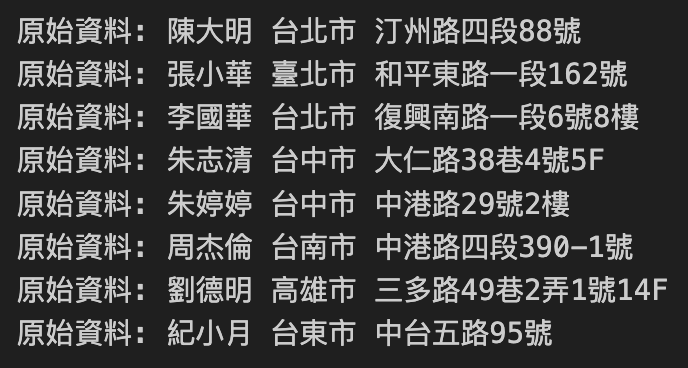 原始資料: 陳大明 台北市 汀州路四段88號
原始資料: 張小華 臺北市 和平東路一段162號
原始資料: 李國華 台北市 復興南路一段6號8樓
原始資料: 朱志清 台中市 大仁路38巷4號5F
原始資料: 朱婷婷 台中市 中港路29號2樓
原始資料: 周杰倫 台南市 中港路四段390-1號
原始資料: 劉德明 高雄市 三多路49巷2弄1號14F
原始資料: 紀小月 台東市 中台五路95號